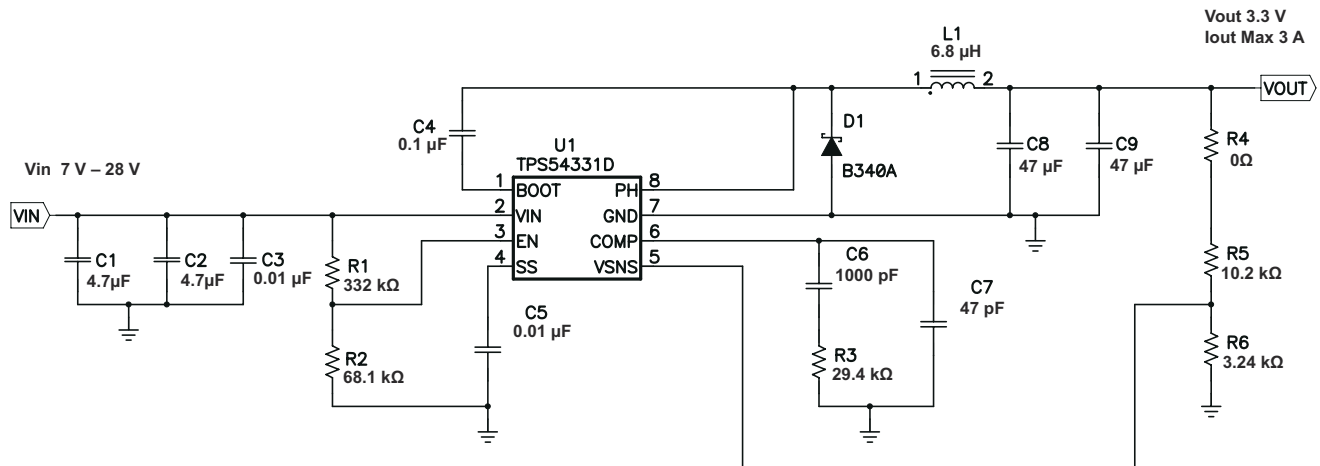 Vout 3.3 V
Iout Max 3 A
L1
6.8 µH
1
2
VOUT
C4
0.1 µF
D1
B340A
C8
47 µF
C9
47 µF
R4
0Ω
U1
TPS54331D
Vin 7 V – 28 V
VIN
1 BOOT PH 8
2 VIN GND 7
3 EN COMP 6
4 SS VSNS 5
C1
4.7µF
C2
4.7µF
C3
0.01 µF
R1
332 kΩ
C5
0.01 µF
R2
68.1 kΩ
C6
1000 pF
C7
47 pF
R3
29.4 kΩ
R5
10.2 kΩ
R6
3.24 kΩ